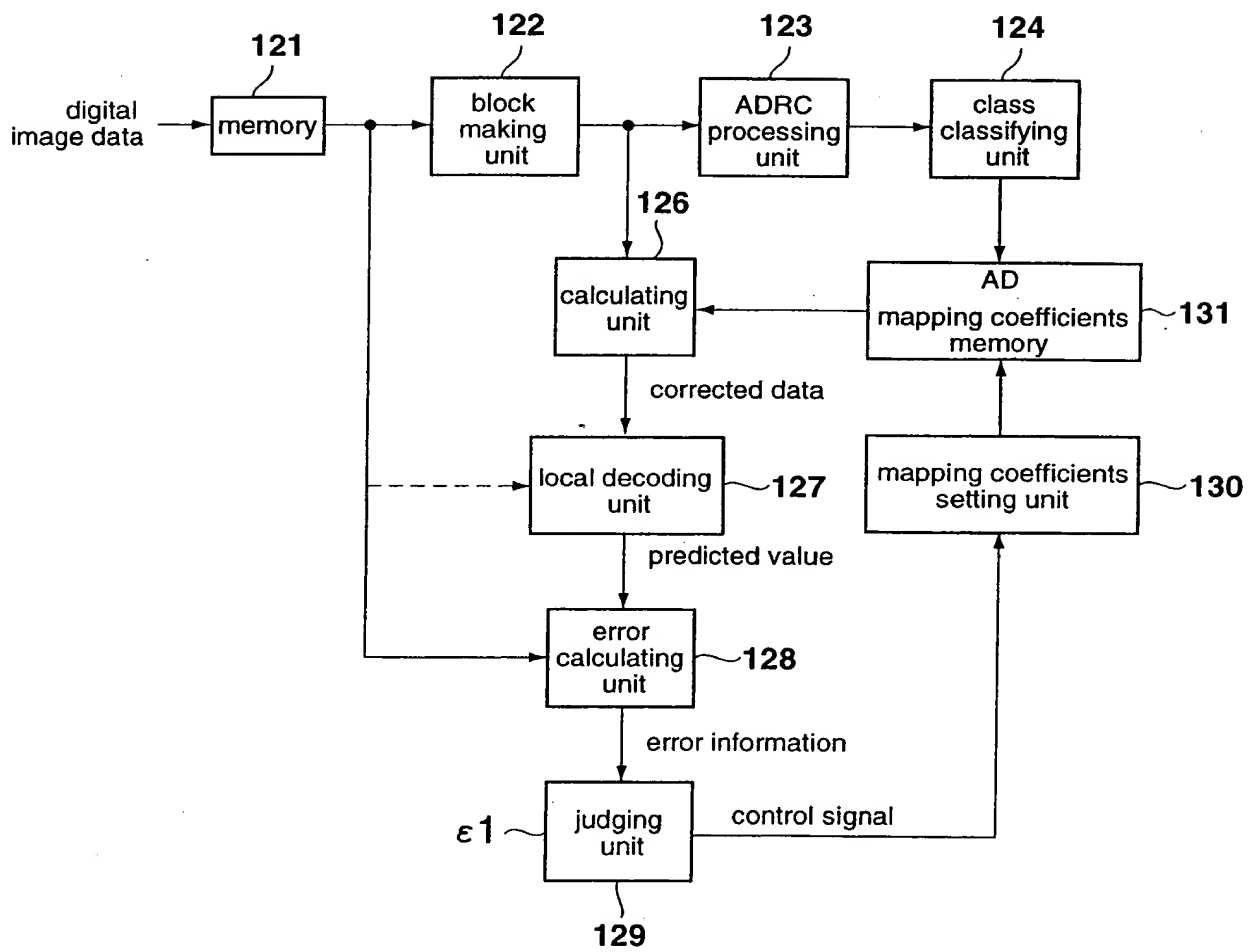 121
122
123
124
digital
image data
memory
block
making
unit
ADRC
processing
unit
class
classifying
unit
126
calculating
unit
AD
mapping coefficients
memory
131
corrected data
local decoding
unit
127
mapping coefficients
setting unit
130
predicted value
error
calculating
unit
128
error information
ε1
judging
unit
control signal
129